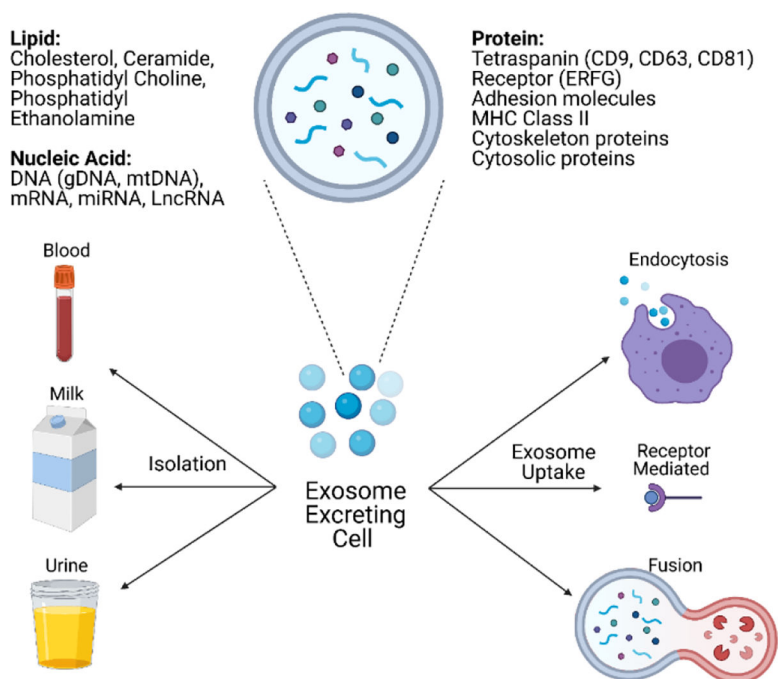 Lipid:
Cholesterol, Ceramide,
Phosphatidyl Choline,
Phosphatidyl
Ethanolamine
Nucleic Acid:
DNA (gDNA, mtDNA),
mRNA, miRNA, LncRNA
Protein:
Tetraspanin (CD9, CD63, CD81)
Receptor (ERFG)
Adhesion molecules
MHC Class II
Cytoskeleton proteins
Cytosolic proteins
Blood
Milk
Urine
Isolation
Exosome
Excreting
Cell
Exosome
Uptake
Endocytosis
Receptor
Mediated
Fusion